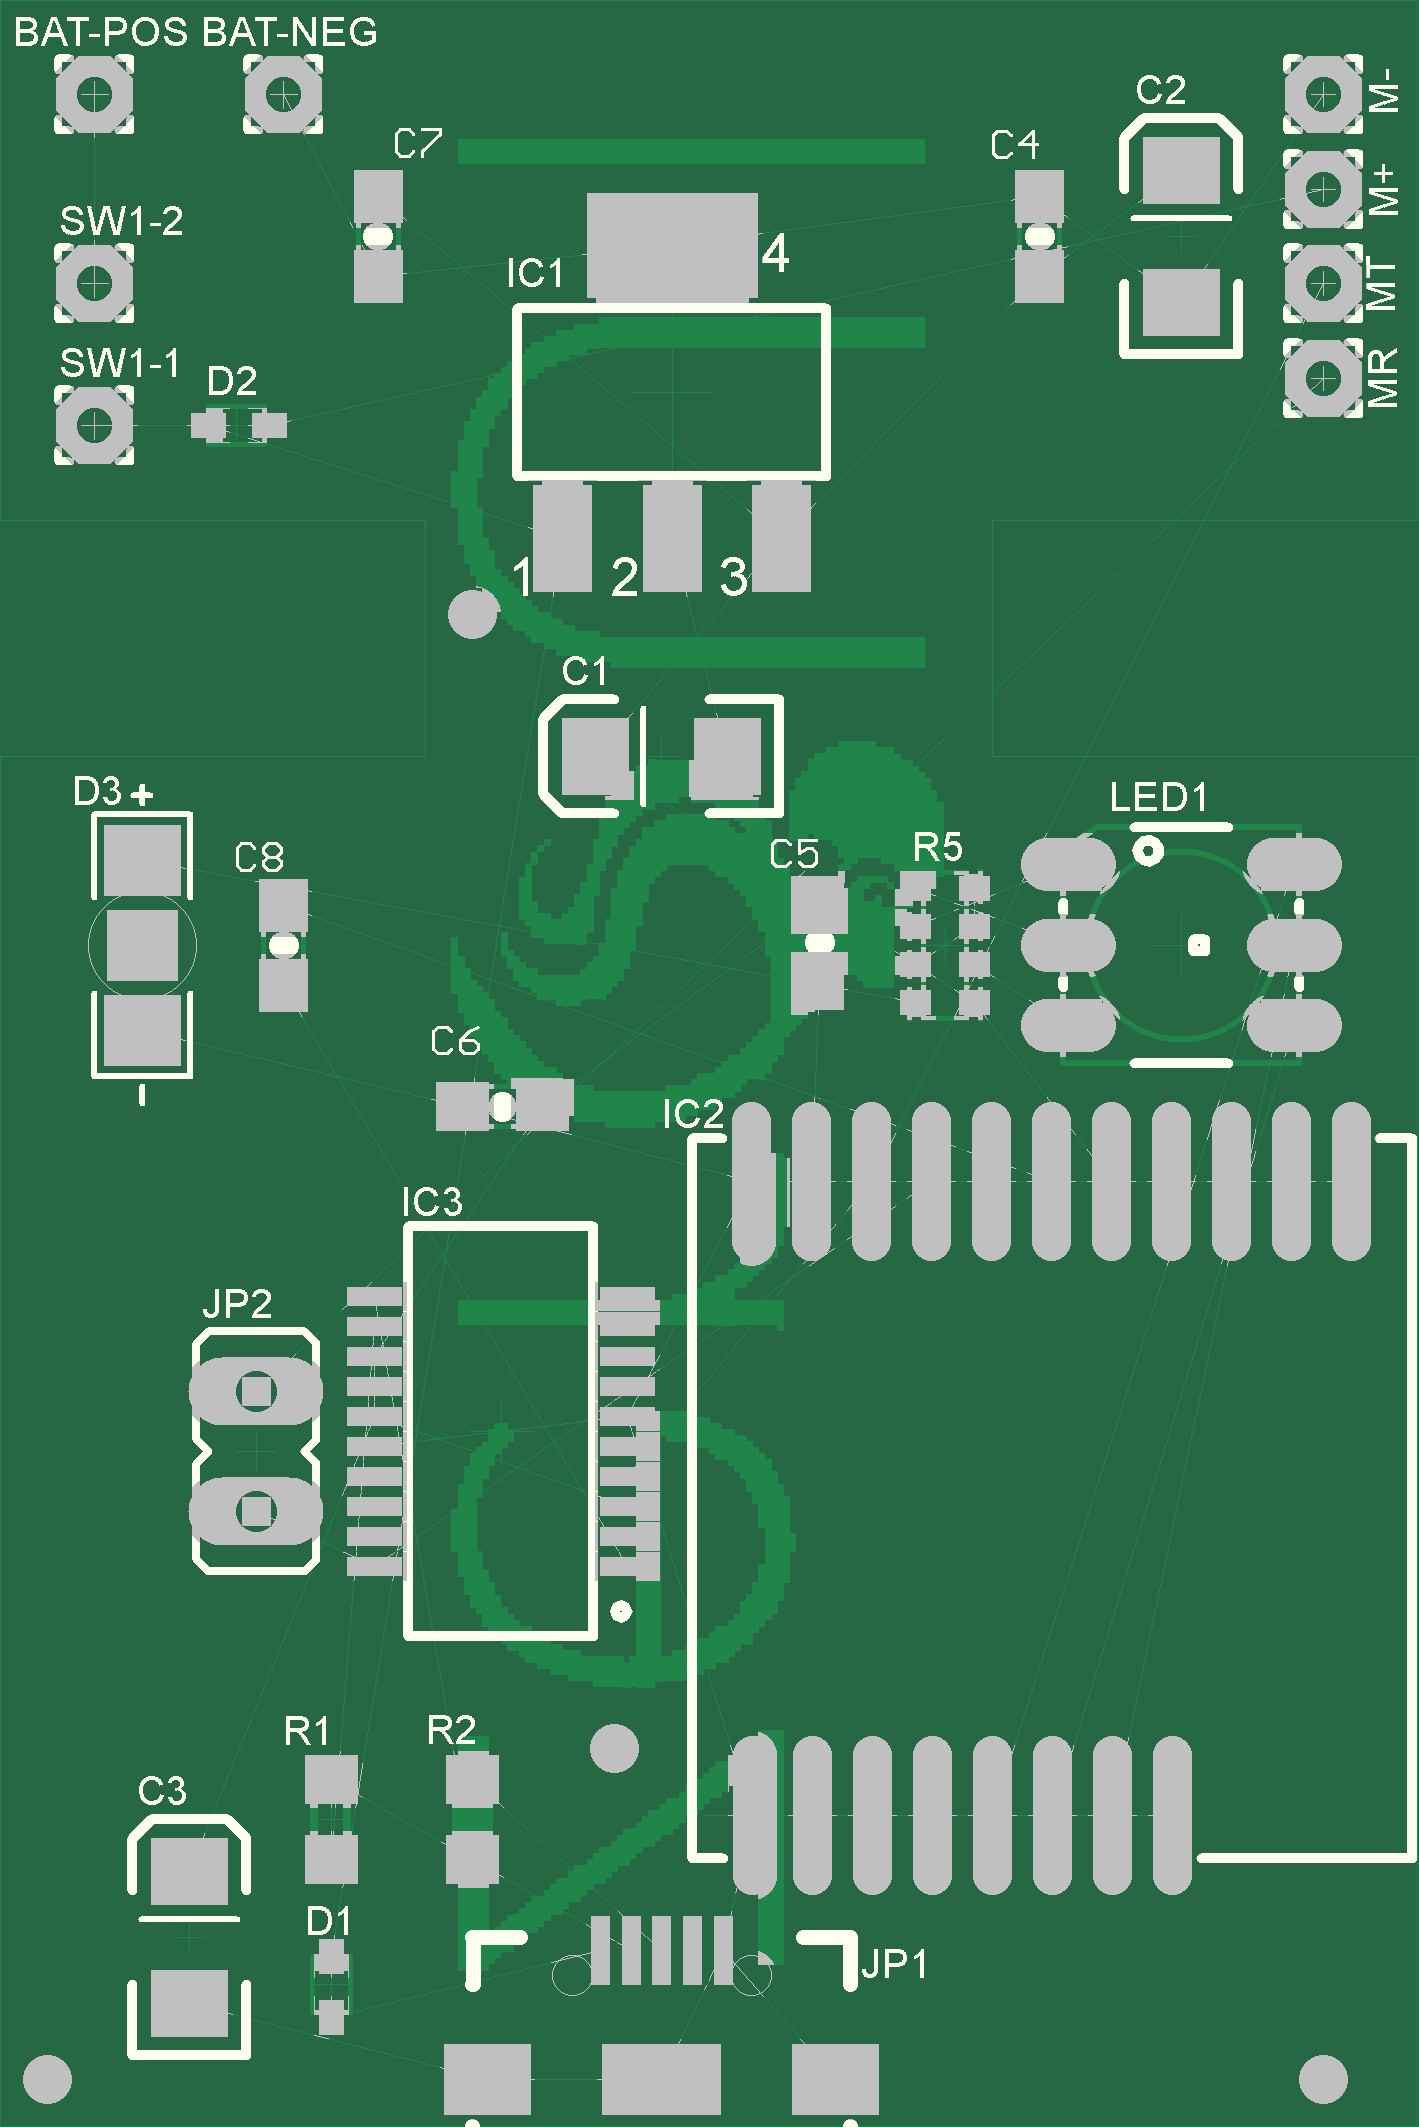 BAT-POS BAT-NEG
C7
C4
C2
M-
M+
MT
MR
SW1-2
SW1-1
D2
IC1
4
1
2
3
C1
D3 +
-
C8
C5
R5
LED1
C6
IC2
IC3
JP2
R1
R2
C3
D1
JP1